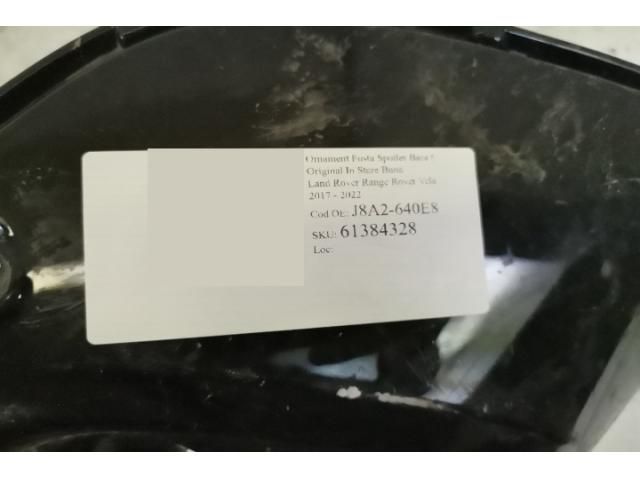 Ornament Fusta Spoiler Bara
Original In Stare Buna
Land Rover Range Rover Vela
2017 - 2022
Cod OE: J8A2-640E8
SKU: 61384328
Loc: